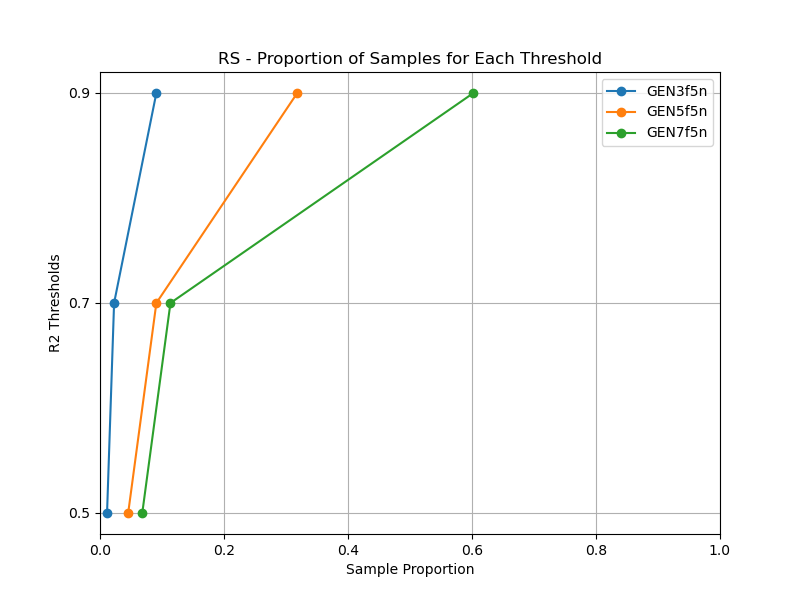 RS - Proportion of Samples for Each Threshold
GEN3f5n
GEN5f5n
GEN7f5n
R2 Thresholds
0.9
0.7
0.5
0.0 0.2 0.4 0.6 0.8 1.0
Sample Proportion